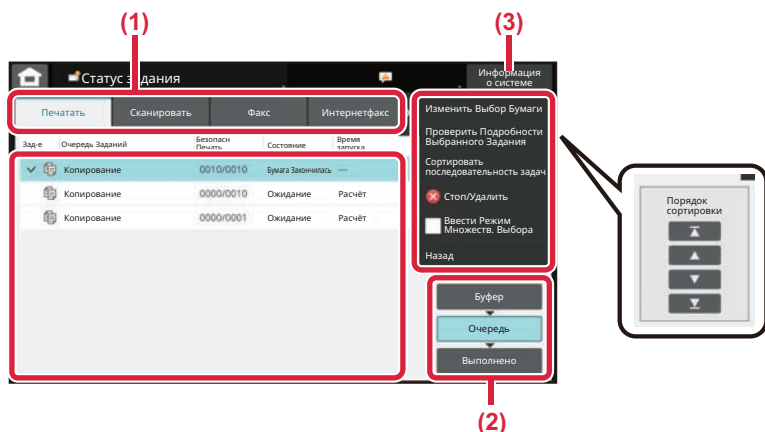 (1)
(3)
Статус задания
Информация
о системе
Печатать
Сканировать
Факс
Интернетфакс
Зад-е
Очередь Заданий
Безопасн
Печать
Состояние
Время
запуска
Копирование
0010/0010
Бумага Закончилась
—
Копирование
0000/0010
Ожидание
Расчёт
Копирование
0000/0001
Ожидание
Расчёт
Изменить Выбор Бумаги
Проверить Подробности
Выбранного Задания
Сортировать
последовательность задач
Стоп/Удалить
Ввести Режим
Множеств. Выбора
Назад
Буфер
Очередь
Выполнено
(2)
Порядок
сортировки